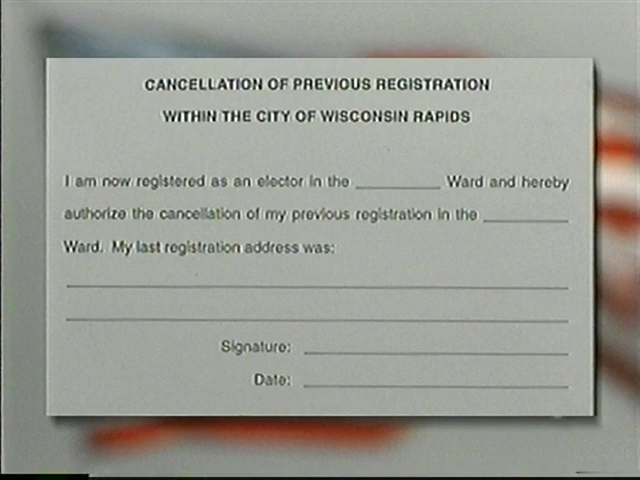 CANCELLATION OF PREVIOUS REGISTRATION
WITHIN THE CITY OF WISCONSIN RAPIDS
I am now registered as an elector in the __________ Ward and hereby
authorize the cancellation of my previous registration in the __________
Ward. My last registration address was:
Signature:
Date: